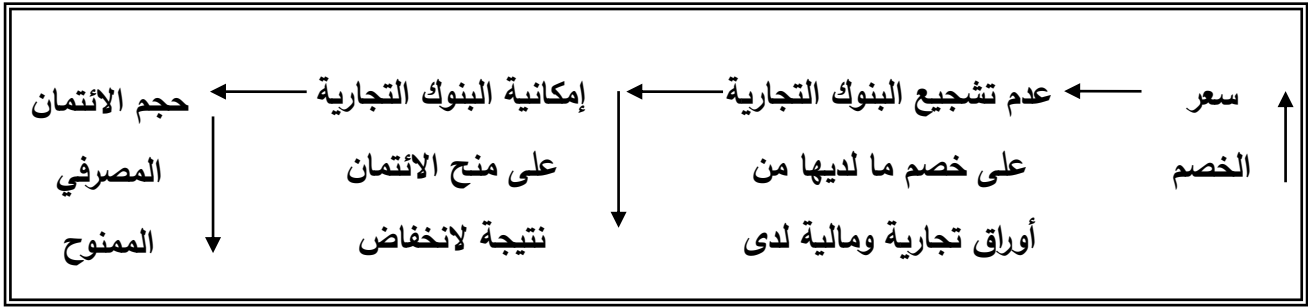 سعر عدم تشجيع البنوك التجارية إمكانية البنوك التجارية حجم الائتمان
الخصم على خصم ما لديها من على منح الائتمان المصرفي
أوراق تجارية ومالية لدى نتيجة لانخفاض الممنوح